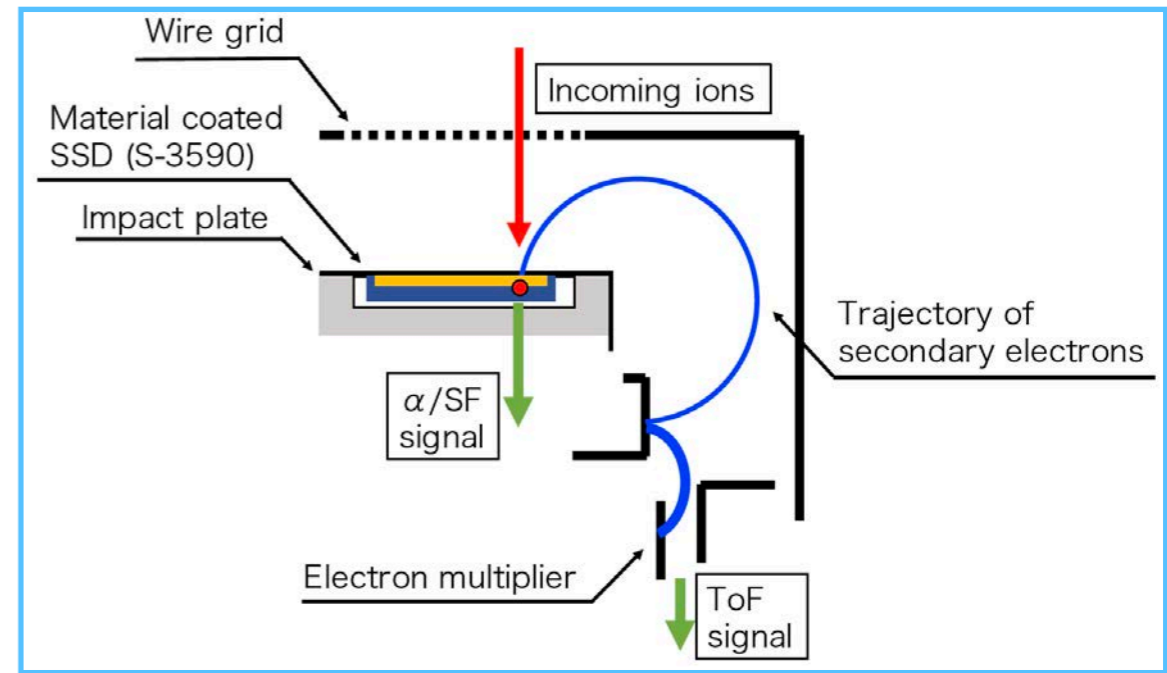 Wire grid
Incoming ions
Material coated
SSD (S-3590)
Impact plate
Trajectory of
secondary electrons
α/SF
signal
Electron multiplier
ToF
signal